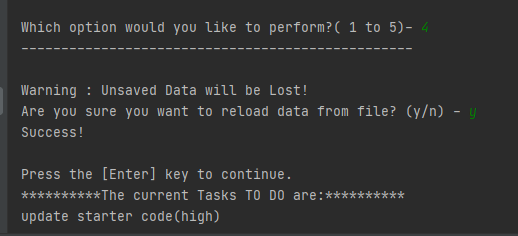 Which option would you like to perform?( 1 to 5)- 4
-------------------------------------------------
Warning : Unsaved Data will be Lost!
Are you sure you want to reload data from file? (y/n) - y
Success!
Press the [Enter] key to continue.
**********The current Tasks TO DO are:**********
update starter code(high)